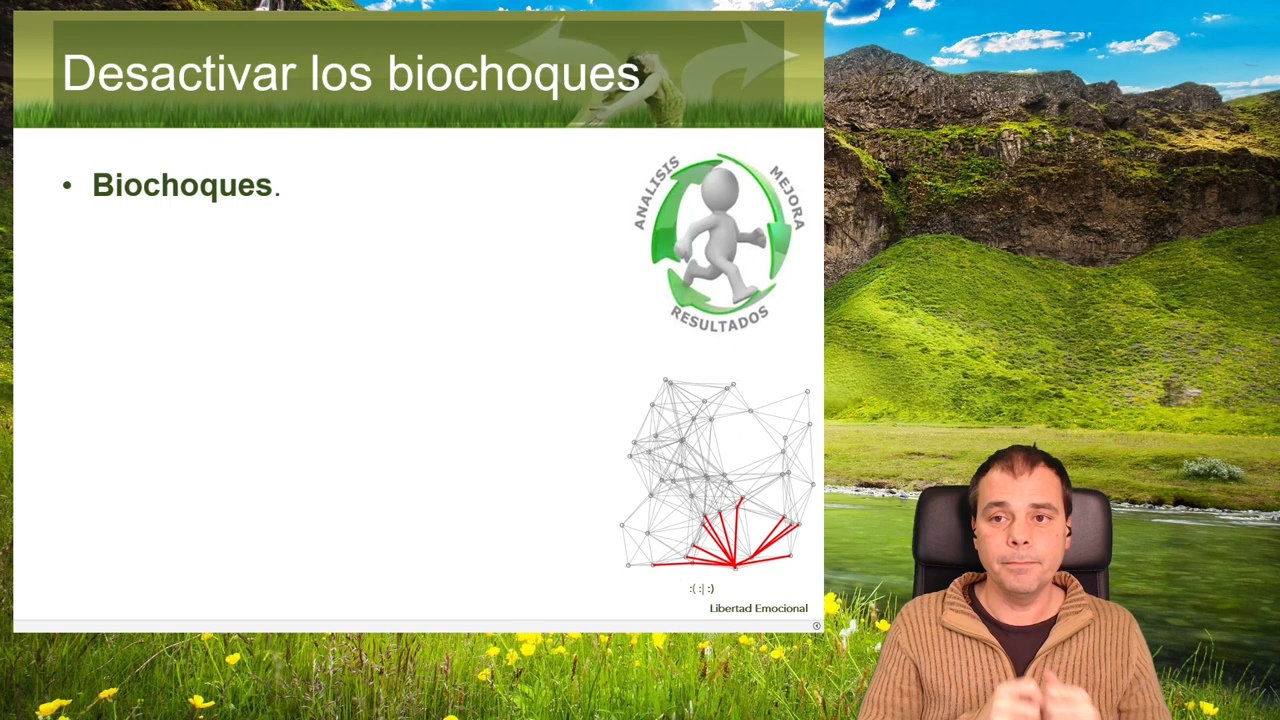 Desactivar los biochoques
• Biochoques.
ANALISIS
MEJORA
RESULTADOS
:( :| :)
Libertad Emocional